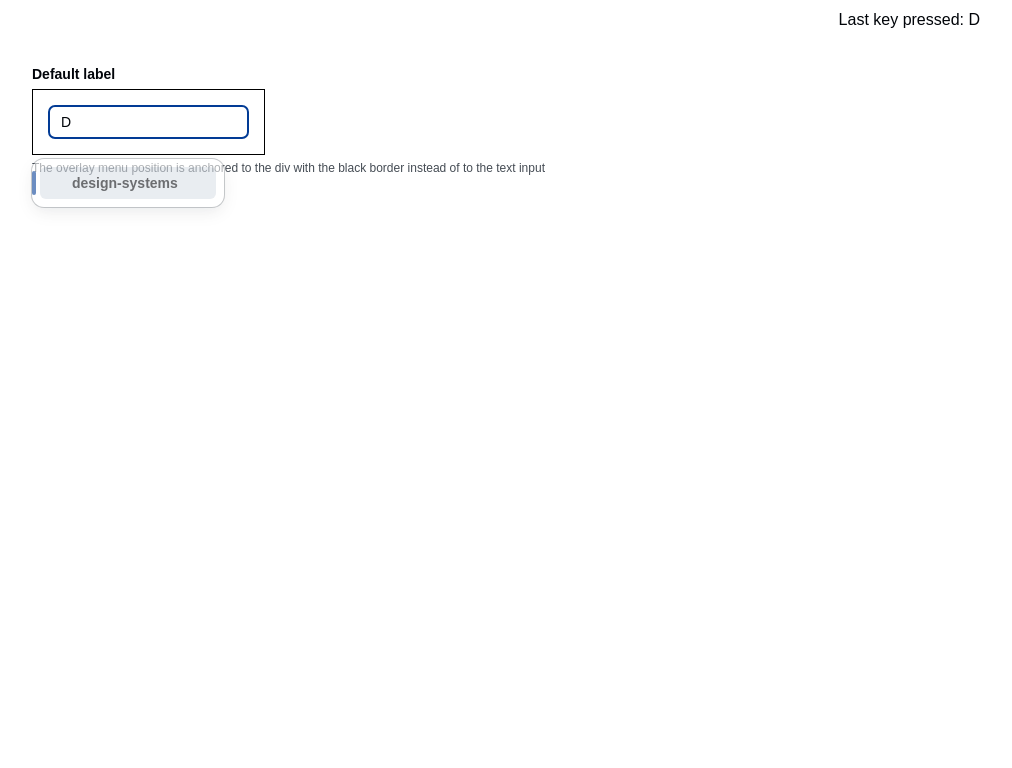 Last key pressed: D
Default label
D
The overlay menu position is anchored to the div with the black border instead of to the text input
design-systems